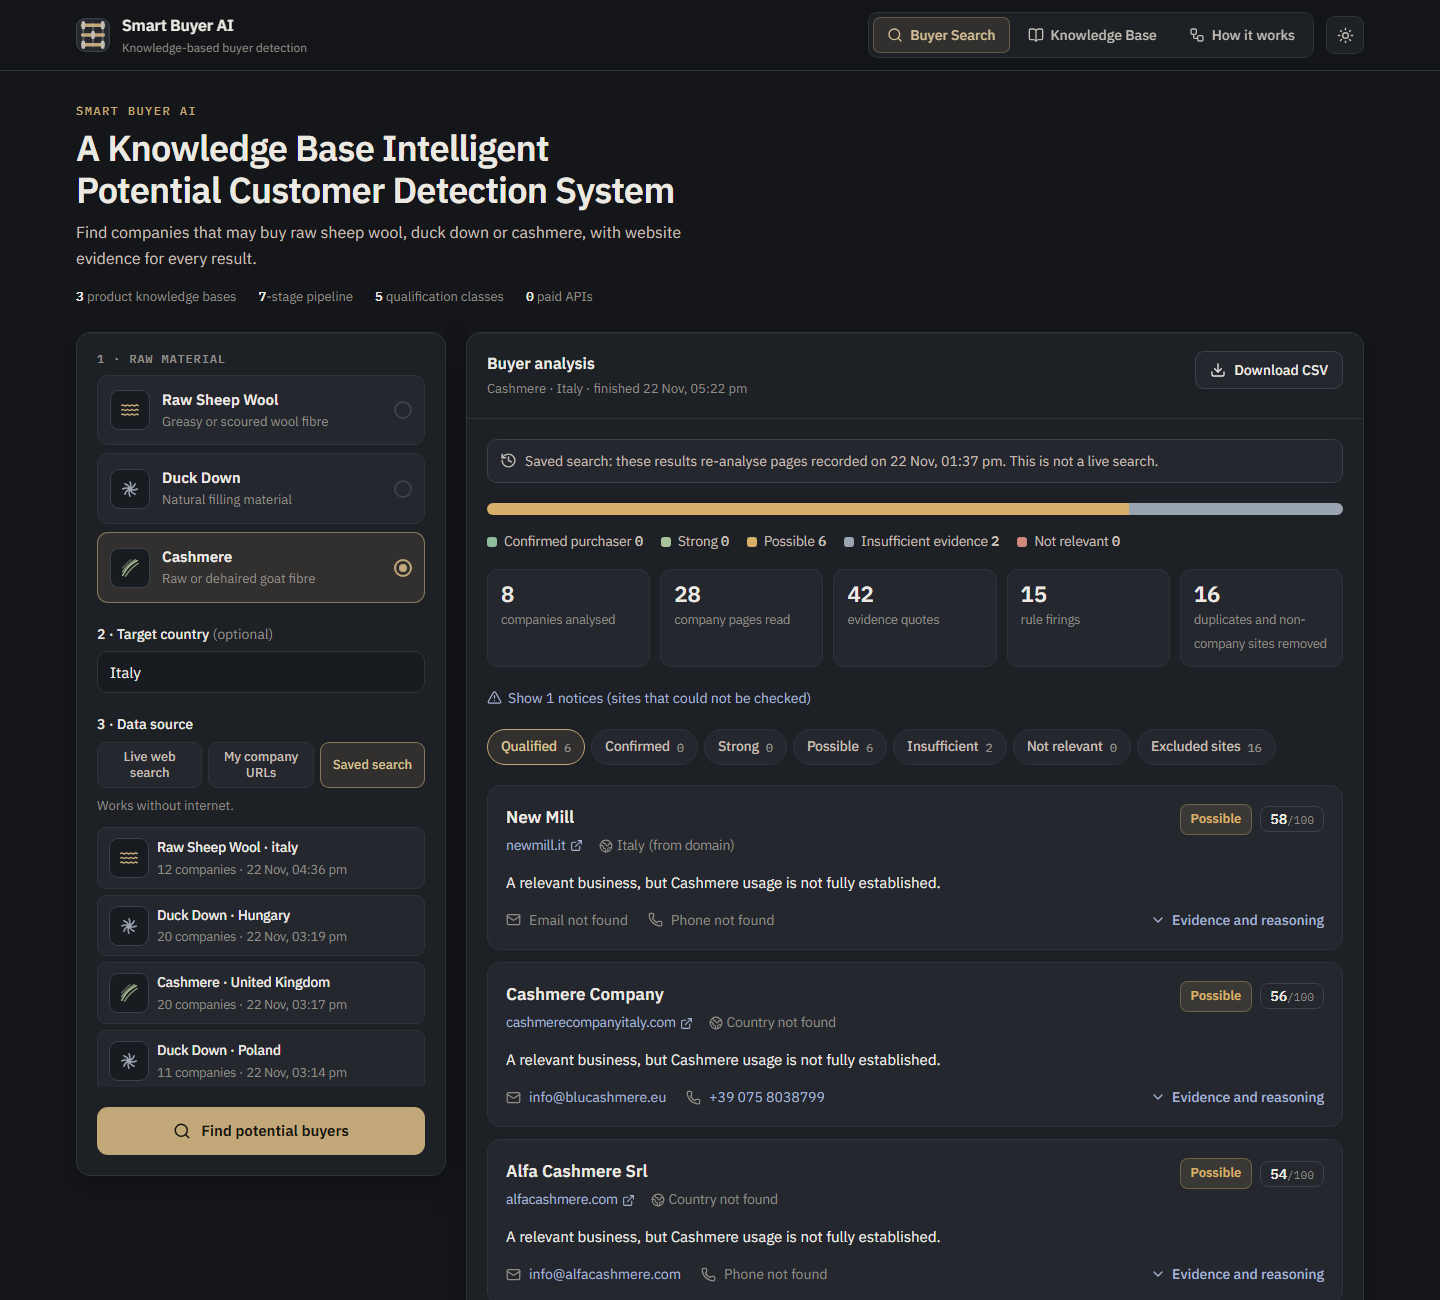 Smart Buyer AI
Knowledge-based buyer detection
Buyer Search
Knowledge Base
How it works
SMART BUYER AI
A Knowledge Base Intelligent
Potential Customer Detection System
Find companies that may buy raw sheep wool, duck down or cashmere, with website
evidence for every result.
3 product knowledge bases 7-stage pipeline 5 qualification classes 0 paid APIs
1 · RAW MATERIAL
Raw Sheep Wool
Greasy or scoured wool fibre
Duck Down
Natural filling material
Cashmere
Raw or dehaired goat fibre
2 · Target country (optional)
Italy
3 · Data source
Live web
search
My company
URLs
Saved search
Works without internet.
Raw Sheep Wool · italy
12 companies · 22 Nov, 04:36 pm
Duck Down · Hungary
20 companies · 22 Nov, 03:19 pm
Cashmere · United Kingdom
20 companies · 22 Nov, 03:17 pm
Duck Down · Poland
11 companies · 22 Nov, 03:14 pm
Find potential buyers
Buyer analysis
Cashmere · Italy · finished 22 Nov, 05:22 pm
Download CSV
Saved search: these results re-analyse pages recorded on 22 Nov, 01:37 pm. This is not a live search.
Confirmed purchaser 0 Strong 0 Possible 6 Insufficient evidence 2 Not relevant 0
8
companies analysed
28
company pages read
42
evidence quotes
15
rule firings
16
duplicates and non-
company sites removed
Show 1 notices (sites that could not be checked)
Qualified 6 Confirmed 0 Strong 0 Possible 6 Insufficient 2 Not relevant 0 Excluded sites 16
New Mill
Possible 58/100
newmill.it Italy (from domain)
A relevant business, but Cashmere usage is not fully established.
Email not found Phone not found Evidence and reasoning
Cashmere Company
Possible 56/100
cashmerecompanyitaly.com Country not found
A relevant business, but Cashmere usage is not fully established.
info@blucashmere.eu +39 075 8038799 Evidence and reasoning
Alfa Cashmere Srl
Possible 54/100
alfacashmere.com Country not found
A relevant business, but Cashmere usage is not fully established.
info@alfacashmere.com Phone not found Evidence and reasoning